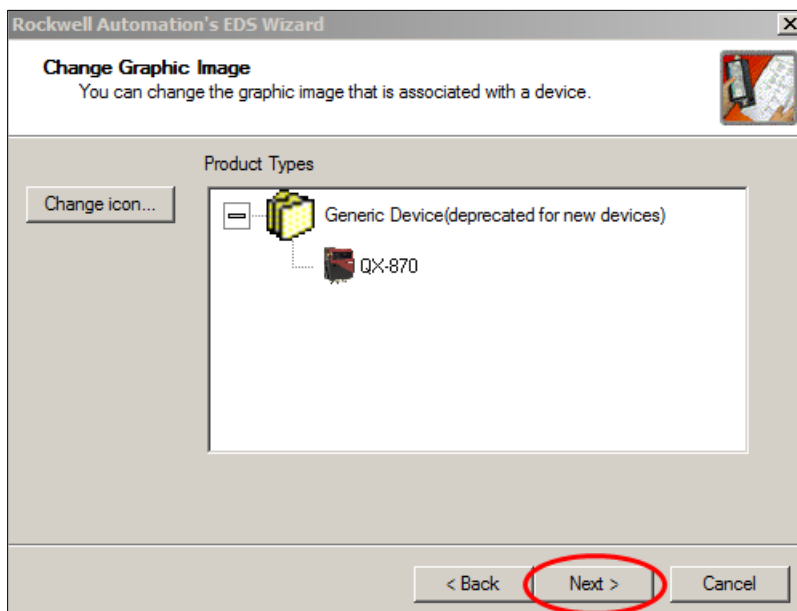 Rockwell Automation's EDS Wizard
Change Graphic Image
You can change the graphic image that is associated with a device.
Product Types
Change icon...
Generic Device(deprecated for new devices)
QX-870
< Back
Next >
Cancel